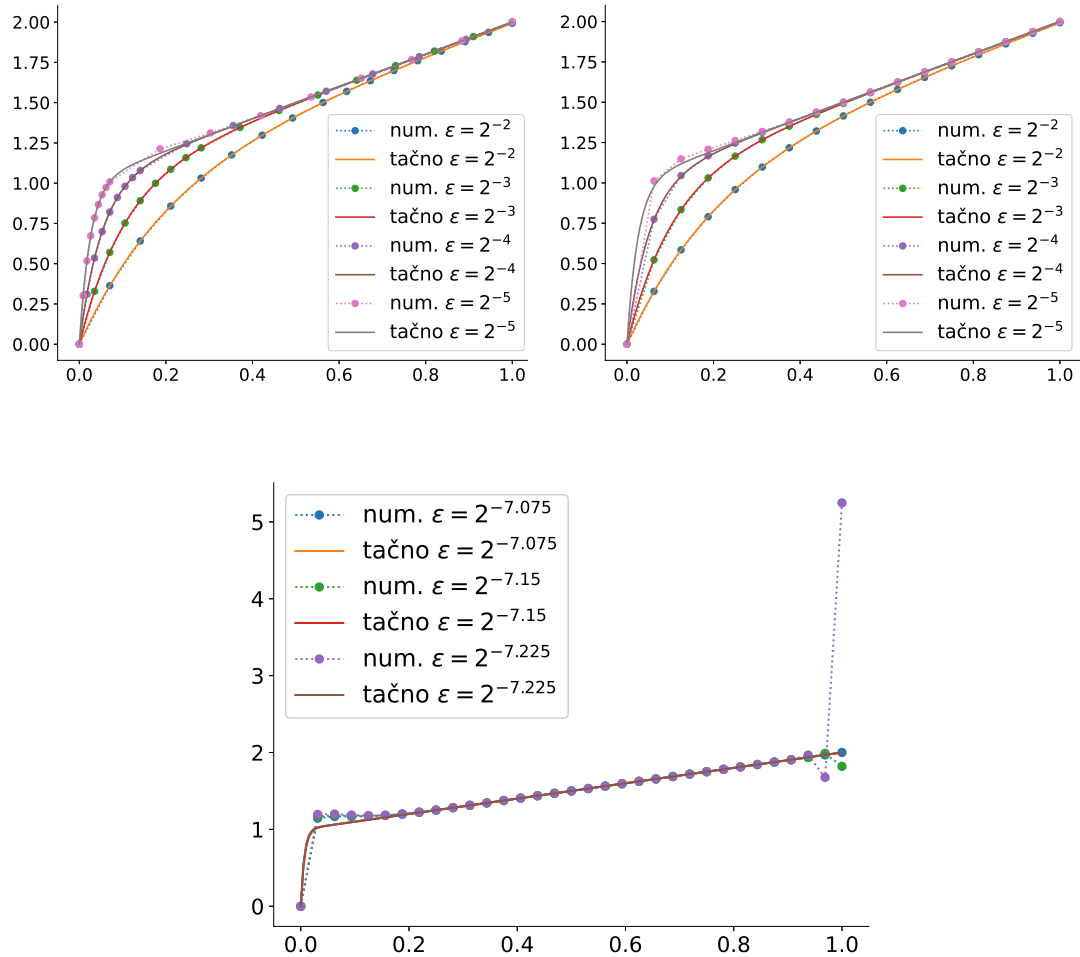 2.00
1.75
1.50
1.25
1.00
0.75
0.50
0.25
0.00
0.0 0.2 0.4 0.6 0.8 1.0
num. ε = 2⁻²
tačno ε = 2⁻²
num. ε = 2⁻³
tačno ε = 2⁻³
num. ε = 2⁻⁴
tačno ε = 2⁻⁴
num. ε = 2⁻⁵
tačno ε = 2⁻⁵
2.00
1.75
1.50
1.25
1.00
0.75
0.50
0.25
0.00
0.0 0.2 0.4 0.6 0.8 1.0
num. ε = 2⁻²
tačno ε = 2⁻²
num. ε = 2⁻³
tačno ε = 2⁻³
num. ε = 2⁻⁴
tačno ε = 2⁻⁴
num. ε = 2⁻⁵
tačno ε = 2⁻⁵
5
4
3
2
1
0
0.0 0.2 0.4 0.6 0.8 1.0
num. ε = 2^{-7.075}
tačno ε = 2^{-7.075}
num. ε = 2^{-7.15}
tačno ε = 2^{-7.15}
num. ε = 2^{-7.225}
tačno ε = 2^{-7.225}